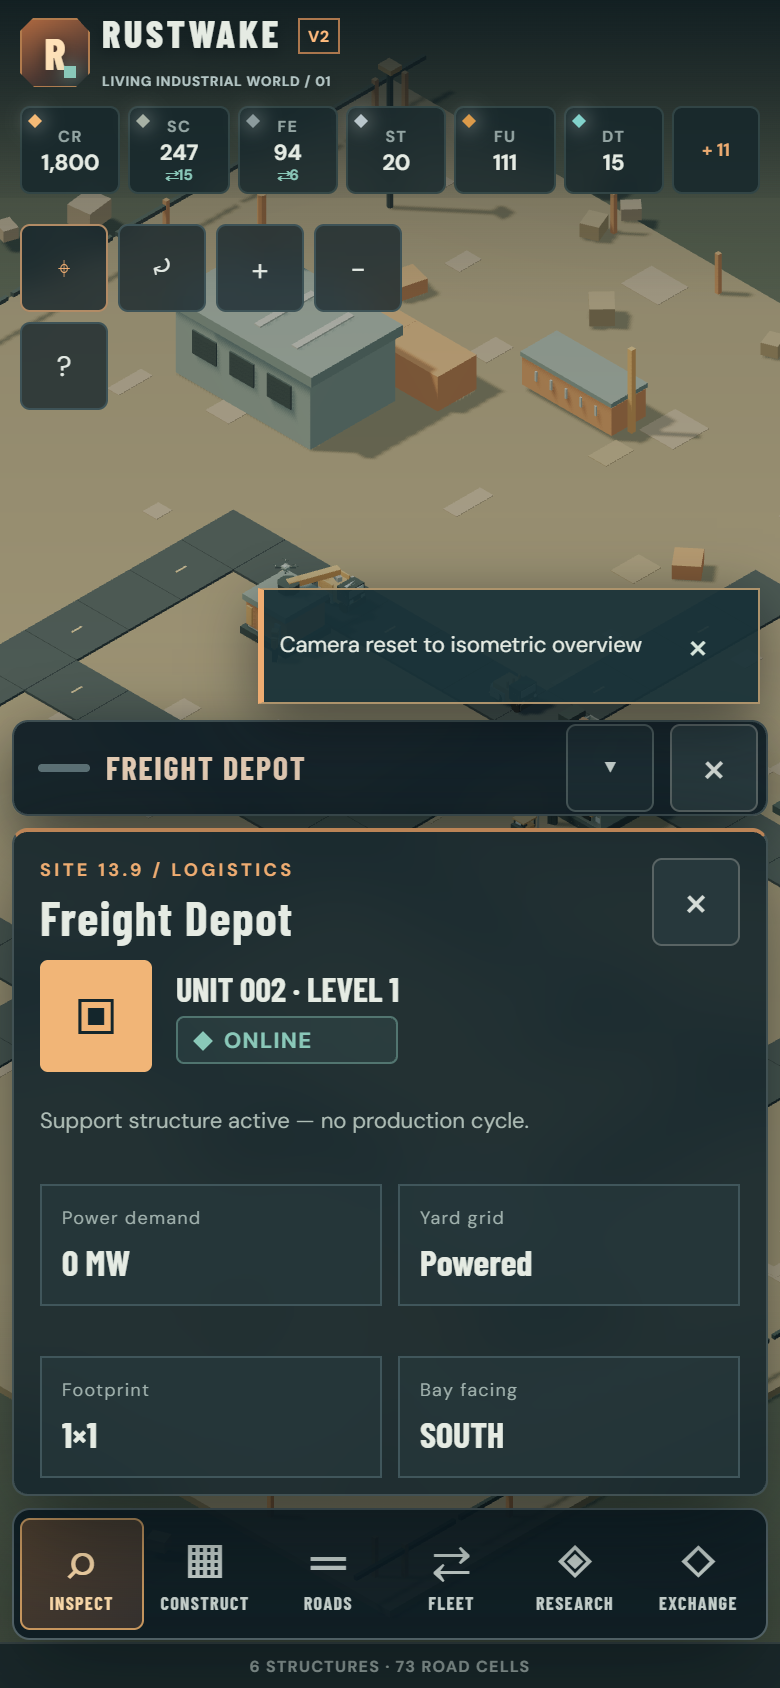 R
RUSTWAKE V2
LIVING INDUSTRIAL WORLD / 01
CR
1,800
SC
247
⇄15
FE
94
⇄6
ST
20
FU
111
DT
15
+ 11
+
-
?
Camera reset to isometric overview ×
FREIGHT DEPOT ▼ ×
SITE 13.9 / LOGISTICS
×
Freight Depot
UNIT 002 · LEVEL 1
◆ ONLINE
Support structure active — no production cycle.
Power demand
0 MW
Yard grid
Powered
Footprint
1×1
Bay facing
SOUTH
INSPECT
CONSTRUCT
ROADS
FLEET
RESEARCH
EXCHANGE
6 STRUCTURES · 73 ROAD CELLS